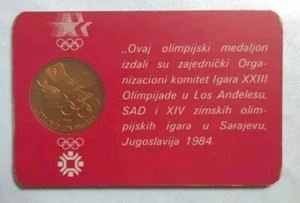 „Ovaj olimpijski medaljon
izdali su zajednički Orga-
nizacioni komitet Igara XXIII
Olimpijade u Los Anđelesu,
SAD i XIV zimskih olim-
pijskih igara u Sarajevu,
Jugoslavija 1984.